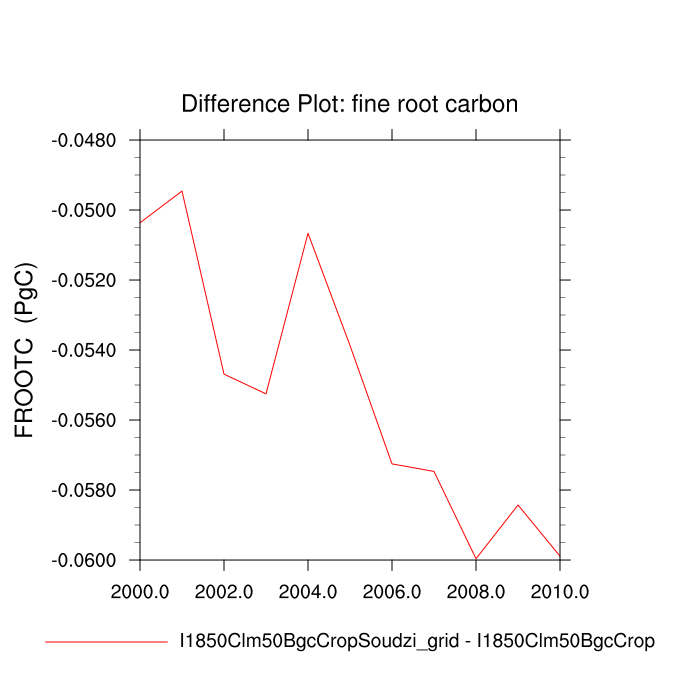 Difference Plot: fine root carbon
-0.0480
-0.0500
-0.0520
-0.0540
-0.0560
-0.0580
-0.0600
FROOTC (PgC)
2000.0 2002.0 2004.0 2006.0 2008.0 2010.0
I1850Clm50BgcCropSoudzi_grid - I1850Clm50BgcCrop